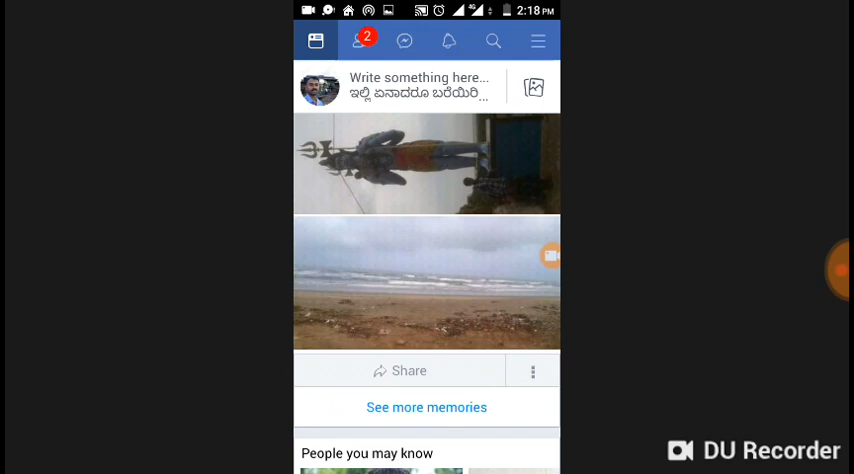 2:18 PM
2
Write something here...
ಇಲ್ಲಿ ಏನಾದರೂ ಬರೆಯಿರಿ...
Share
See more memories
People you may know
DU Recorder